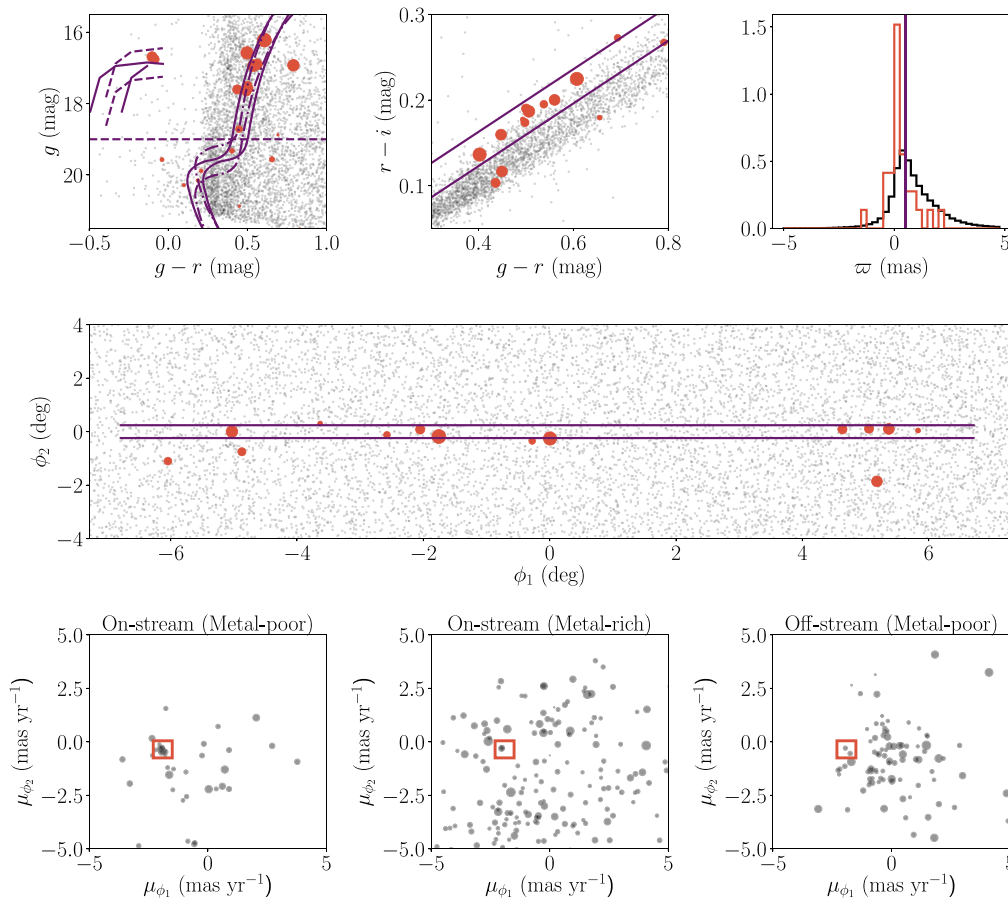 16
18
20
g (mag)
−0.5 0.0 0.5 1.0
g − r (mag)
0.3
0.2
0.1
r − i (mag)
0.4 0.6 0.8
g − r (mag)
1.5
1.0
0.5
0.0
−5 0 5
ϖ (mas)
4
2
0
−2
−4
ϕ₂ (deg)
−6 −4 −2 0 2 4 6
ϕ₁ (deg)
On-stream (Metal-poor)
5.0
2.5
0.0
−2.5
−5.0
μϕ₂ (mas yr⁻¹)
−5 0 5
μϕ₁ (mas yr⁻¹)
On-stream (Metal-rich)
5.0
2.5
0.0
−2.5
−5.0
μϕ₂ (mas yr⁻¹)
−5 0 5
μϕ₁ (mas yr⁻¹)
Off-stream (Metal-poor)
5.0
2.5
0.0
−2.5
−5.0
μϕ₂ (mas yr⁻¹)
−5 0 5
μϕ₁ (mas yr⁻¹)